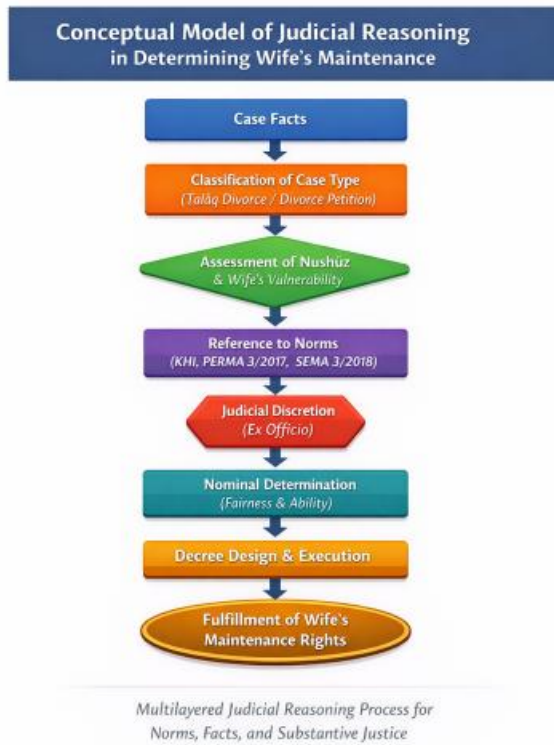 Conceptual Model of Judicial Reasoning
in Determining Wife's Maintenance
Case Facts
Classification of Case Type
(Talâq Divorce / Divorce Petition)
Assessment of Nushūz
& Wife's Vulnerability
Reference to Norms
(KHI, PERMA 3/2017, SEMA 3/2018)
Judicial Discretion
(Ex Officio)
Nominal Determination
(Fairness & Ability)
Decree Design & Execution
Fulfillment of Wife's
Maintenance Rights
Multilayered Judicial Reasoning Process for
Norms, Facts, and Substantive Justice